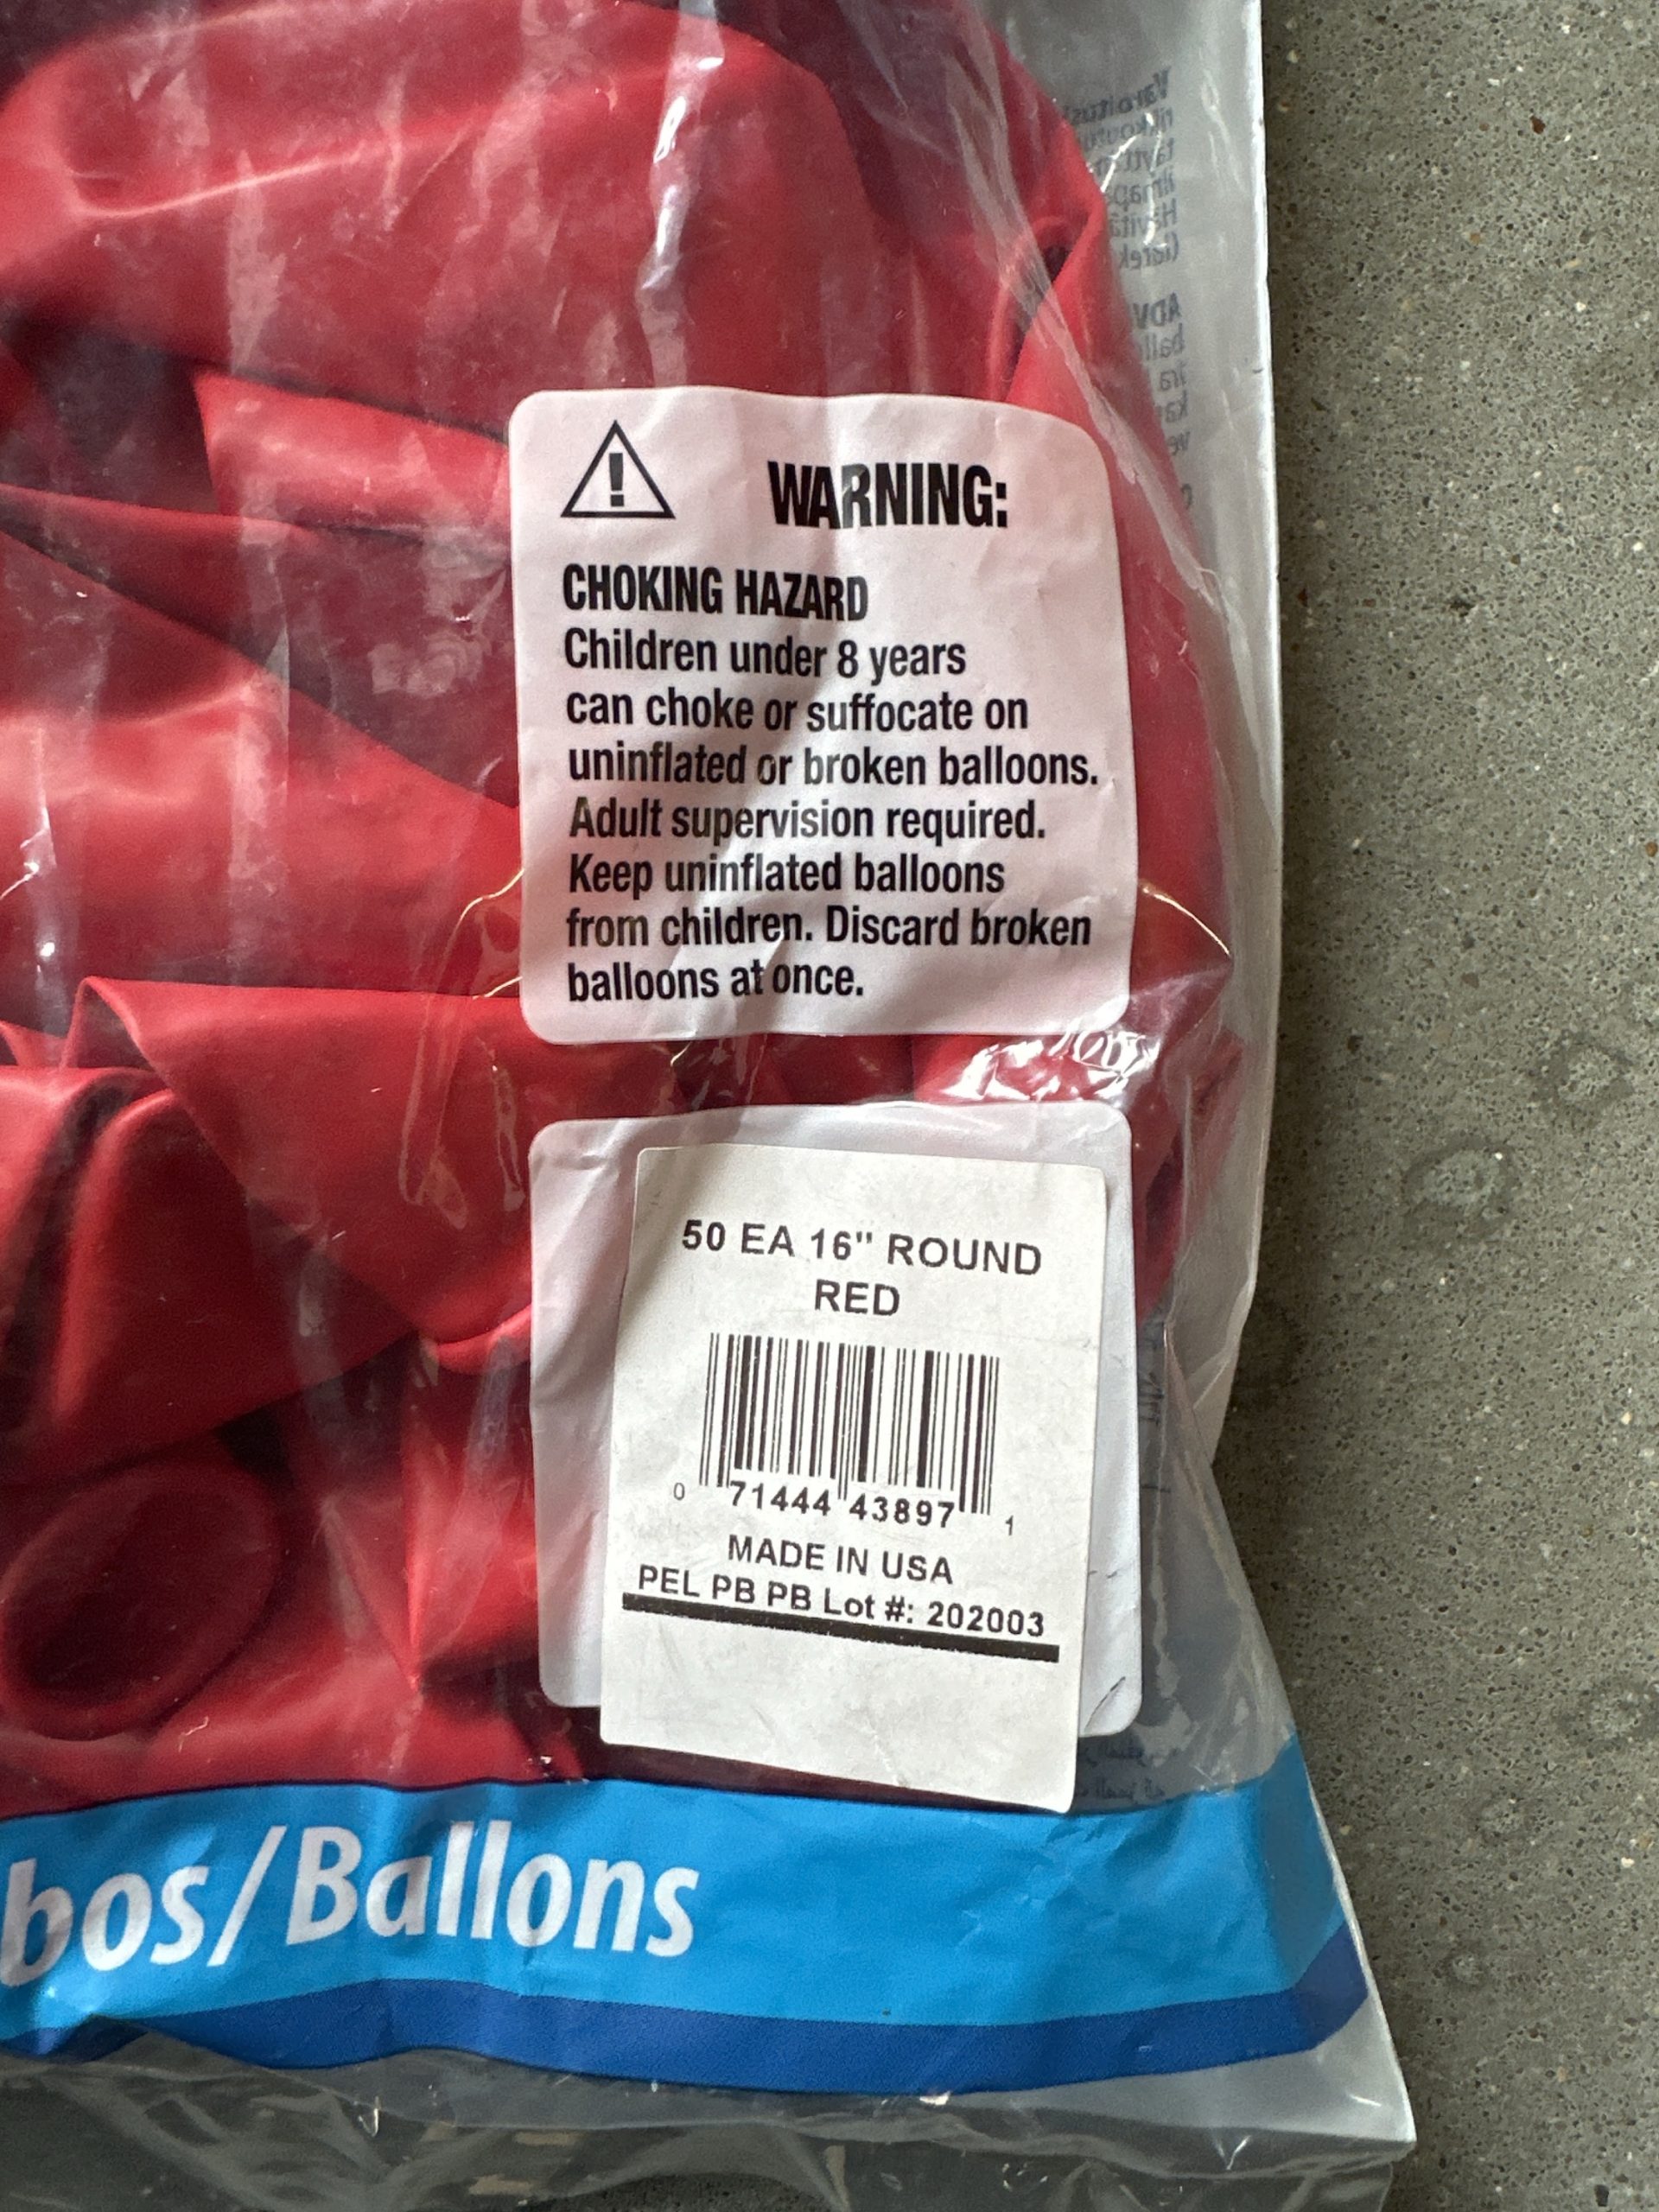 WARNING:
CHOKING HAZARD
Children under 8 years
can choke or suffocate on
uninflated or broken balloons.
Adult supervision required.
Keep uninflated balloons
from children. Discard broken
balloons at once.
50 EA 16" ROUND
RED
0 71444 43897 1
MADE IN USA
PEL PB PB Lot #: 202003
bos/Ballons